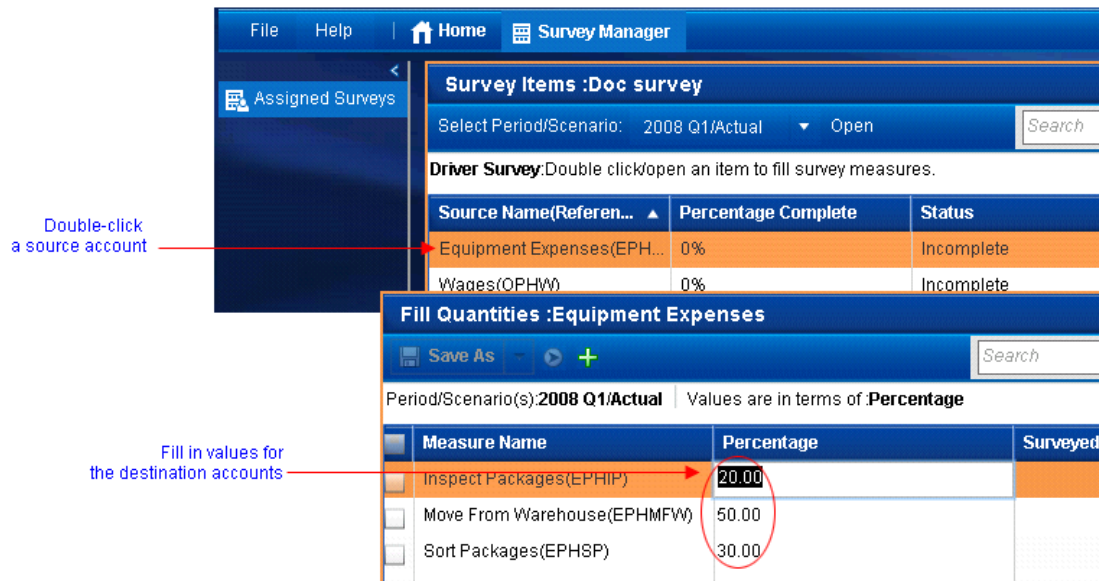 File Help | Home Survey Manager
<
Assigned Surveys
Survey Items :Doc survey
Select Period/Scenario: 2008 Q1/Actual Open Search
Driver Survey:Double click/open an item to fill survey measures.
Source Name(Referen... Percentage Complete Status
Double-click
a source account
Equipment Expenses(EPH... 0% Incomplete
Wages(OPHW) 0% Incomplete
Fill Quantities :Equipment Expenses
Save As Search
Period/Scenario(s):2008 Q1/Actual Values are in terms of :Percentage
Measure Name Percentage Surveyed
Fill in values for
the destination accounts
Inspect Packages(EPHIP) 20.00
Move From Warehouse(EPHMFW) 50.00
Sort Packages(EPHSP) 30.00